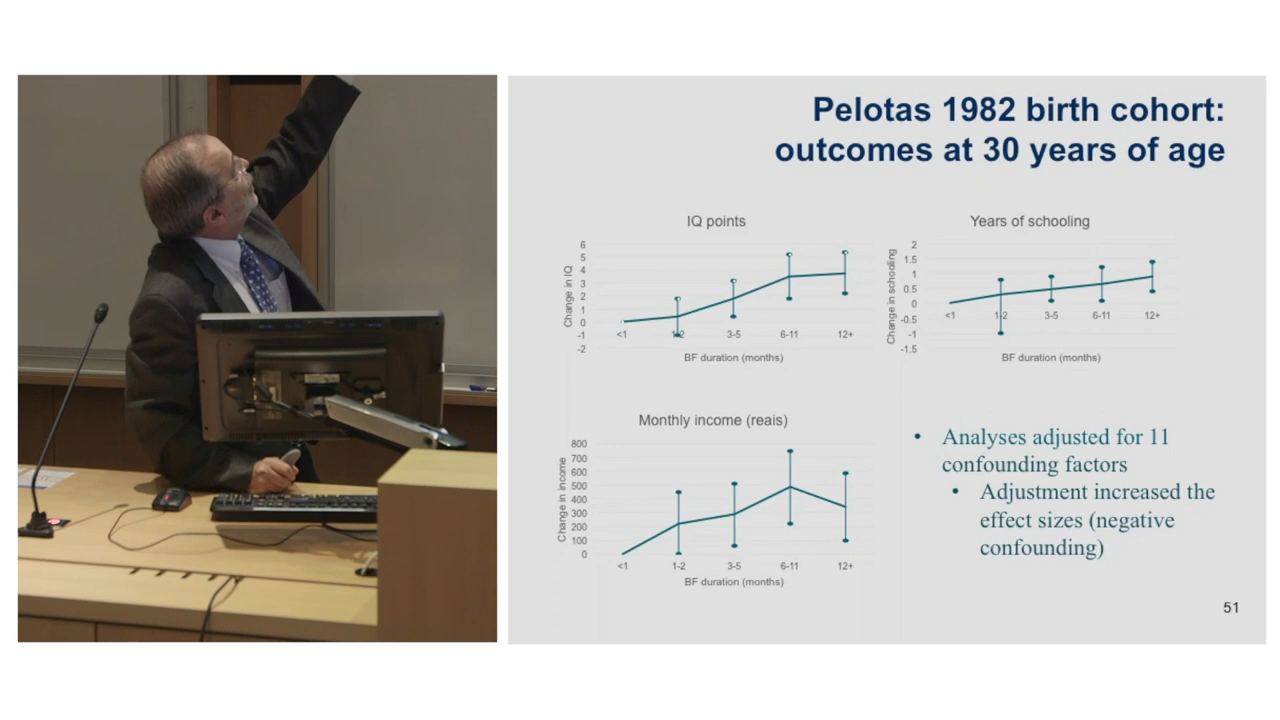 Pelotas 1982 birth cohort:
outcomes at 30 years of age
IQ points
Change in IQ
6
5
4
3
2
1
0
-1
-2
<1
1-2
3-5
6-11
12+
BF duration (months)
Years of schooling
Change in schooling
2
1.5
1
0.5
0
-0.5
-1
-1.5
<1
1-2
3-5
6-11
12+
BF duration (months)
Monthly income (reais)
Change in income
800
700
600
500
400
300
200
100
0
<1
1-2
3-5
6-11
12+
BF duration (months)
• Analyses adjusted for 11
confounding factors
• Adjustment increased the
effect sizes (negative
confounding)
51